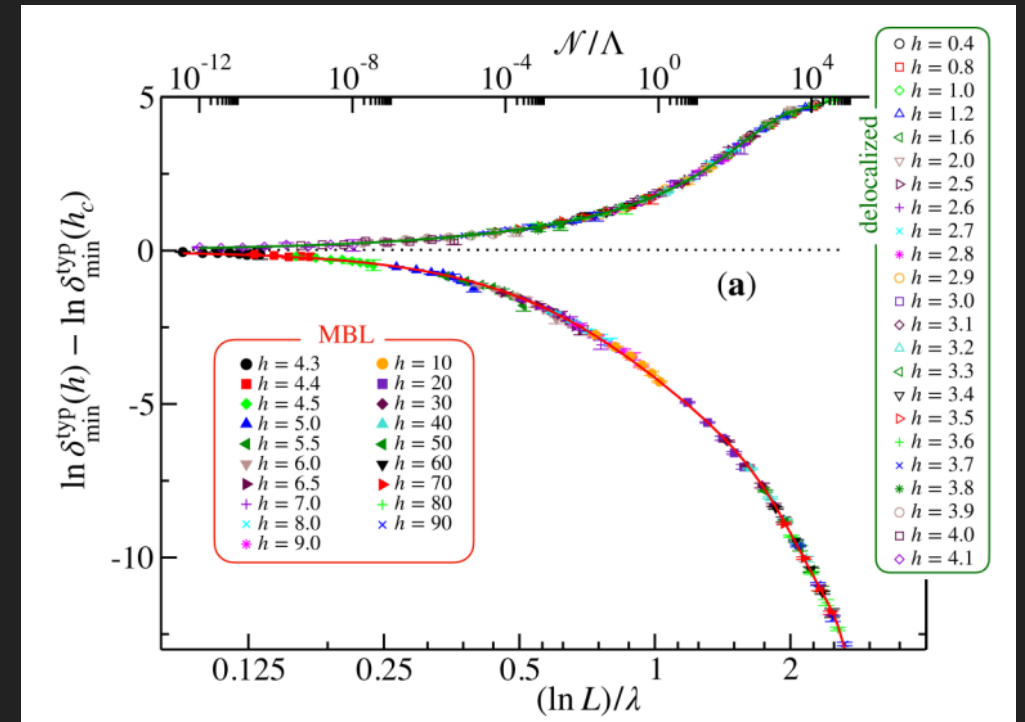 𝒩/Λ
10⁻¹² 10⁻⁸ 10⁻⁴ 10⁰ 10⁴
5
0
-5
-10
ln δ_min^typ(h) − ln δ_min^typ(h_c)
(a)
MBL
h = 4.3
h = 4.4
h = 4.5
h = 5.0
h = 5.5
h = 6.0
h = 6.5
h = 7.0
h = 8.0
h = 9.0
h = 10
h = 20
h = 30
h = 40
h = 50
h = 60
h = 70
h = 80
h = 90
delocalized
h = 0.4
h = 0.8
h = 1.0
h = 1.2
h = 1.6
h = 2.0
h = 2.5
h = 2.6
h = 2.7
h = 2.8
h = 2.9
h = 3.0
h = 3.1
h = 3.2
h = 3.3
h = 3.4
h = 3.5
h = 3.6
h = 3.7
h = 3.8
h = 3.9
h = 4.0
h = 4.1
0.125 0.25 0.5 1 2
(ln L)/λ